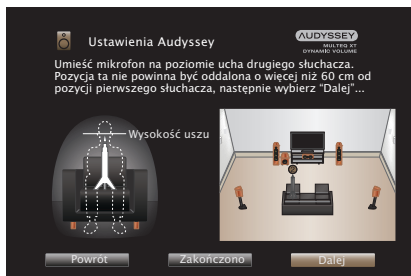 Ustawienia Audyssey
AUDYSSEY
MULTEQ XT
DYNAMIC VOLUME
Umieść mikrofon na poziomie ucha drugiego słuchacza.
Pozycja ta nie powinna być oddalona o więcej niż 60 cm od
pozycji pierwszego słuchacza, następnie wybierz “Dalej”...
Wysokość uszu
Powrót
Zakończono
Dalej